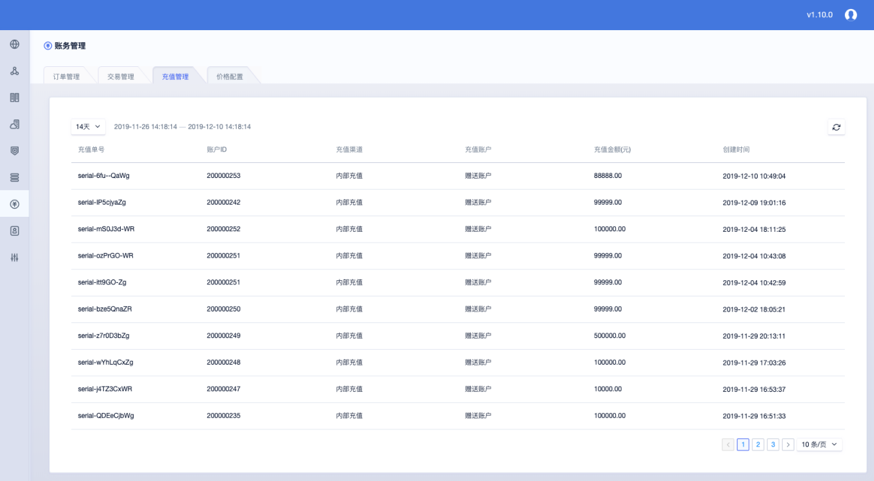 v1.10.0
账务管理
订单管理 交易管理 充值管理 价格配置
14天 2019-11-26 14:18:14 — 2019-12-10 14:18:14
充值单号 账户ID 充值渠道 充值账户 充值金额(元) 创建时间
serial-6fu--QaWg 200000253 内部充值 赠送账户 88888.00 2019-12-10 10:49:04
serial-lP5cjyaZg 200000242 内部充值 赠送账户 99999.00 2019-12-09 19:01:16
serial-mS0J3d-WR 200000252 内部充值 赠送账户 100000.00 2019-12-04 18:11:25
serial-ozPrGO-WR 200000251 内部充值 赠送账户 99999.00 2019-12-04 10:43:08
serial-itt9GO-Zg 200000251 内部充值 赠送账户 99999.00 2019-12-04 10:42:59
serial-bze5QnaZR 200000250 内部充值 赠送账户 99999.00 2019-12-02 18:05:21
serial-z7r0D3bZg 200000249 内部充值 赠送账户 500000.00 2019-11-29 20:13:11
serial-wYhLqCxZg 200000248 内部充值 赠送账户 100000.00 2019-11-29 17:03:26
serial-j4TZ3CxWR 200000247 内部充值 赠送账户 10000.00 2019-11-29 16:53:37
serial-QDEeCjbWg 200000235 内部充值 赠送账户 100000.00 2019-11-29 16:51:33
1 2 3 10 条/页